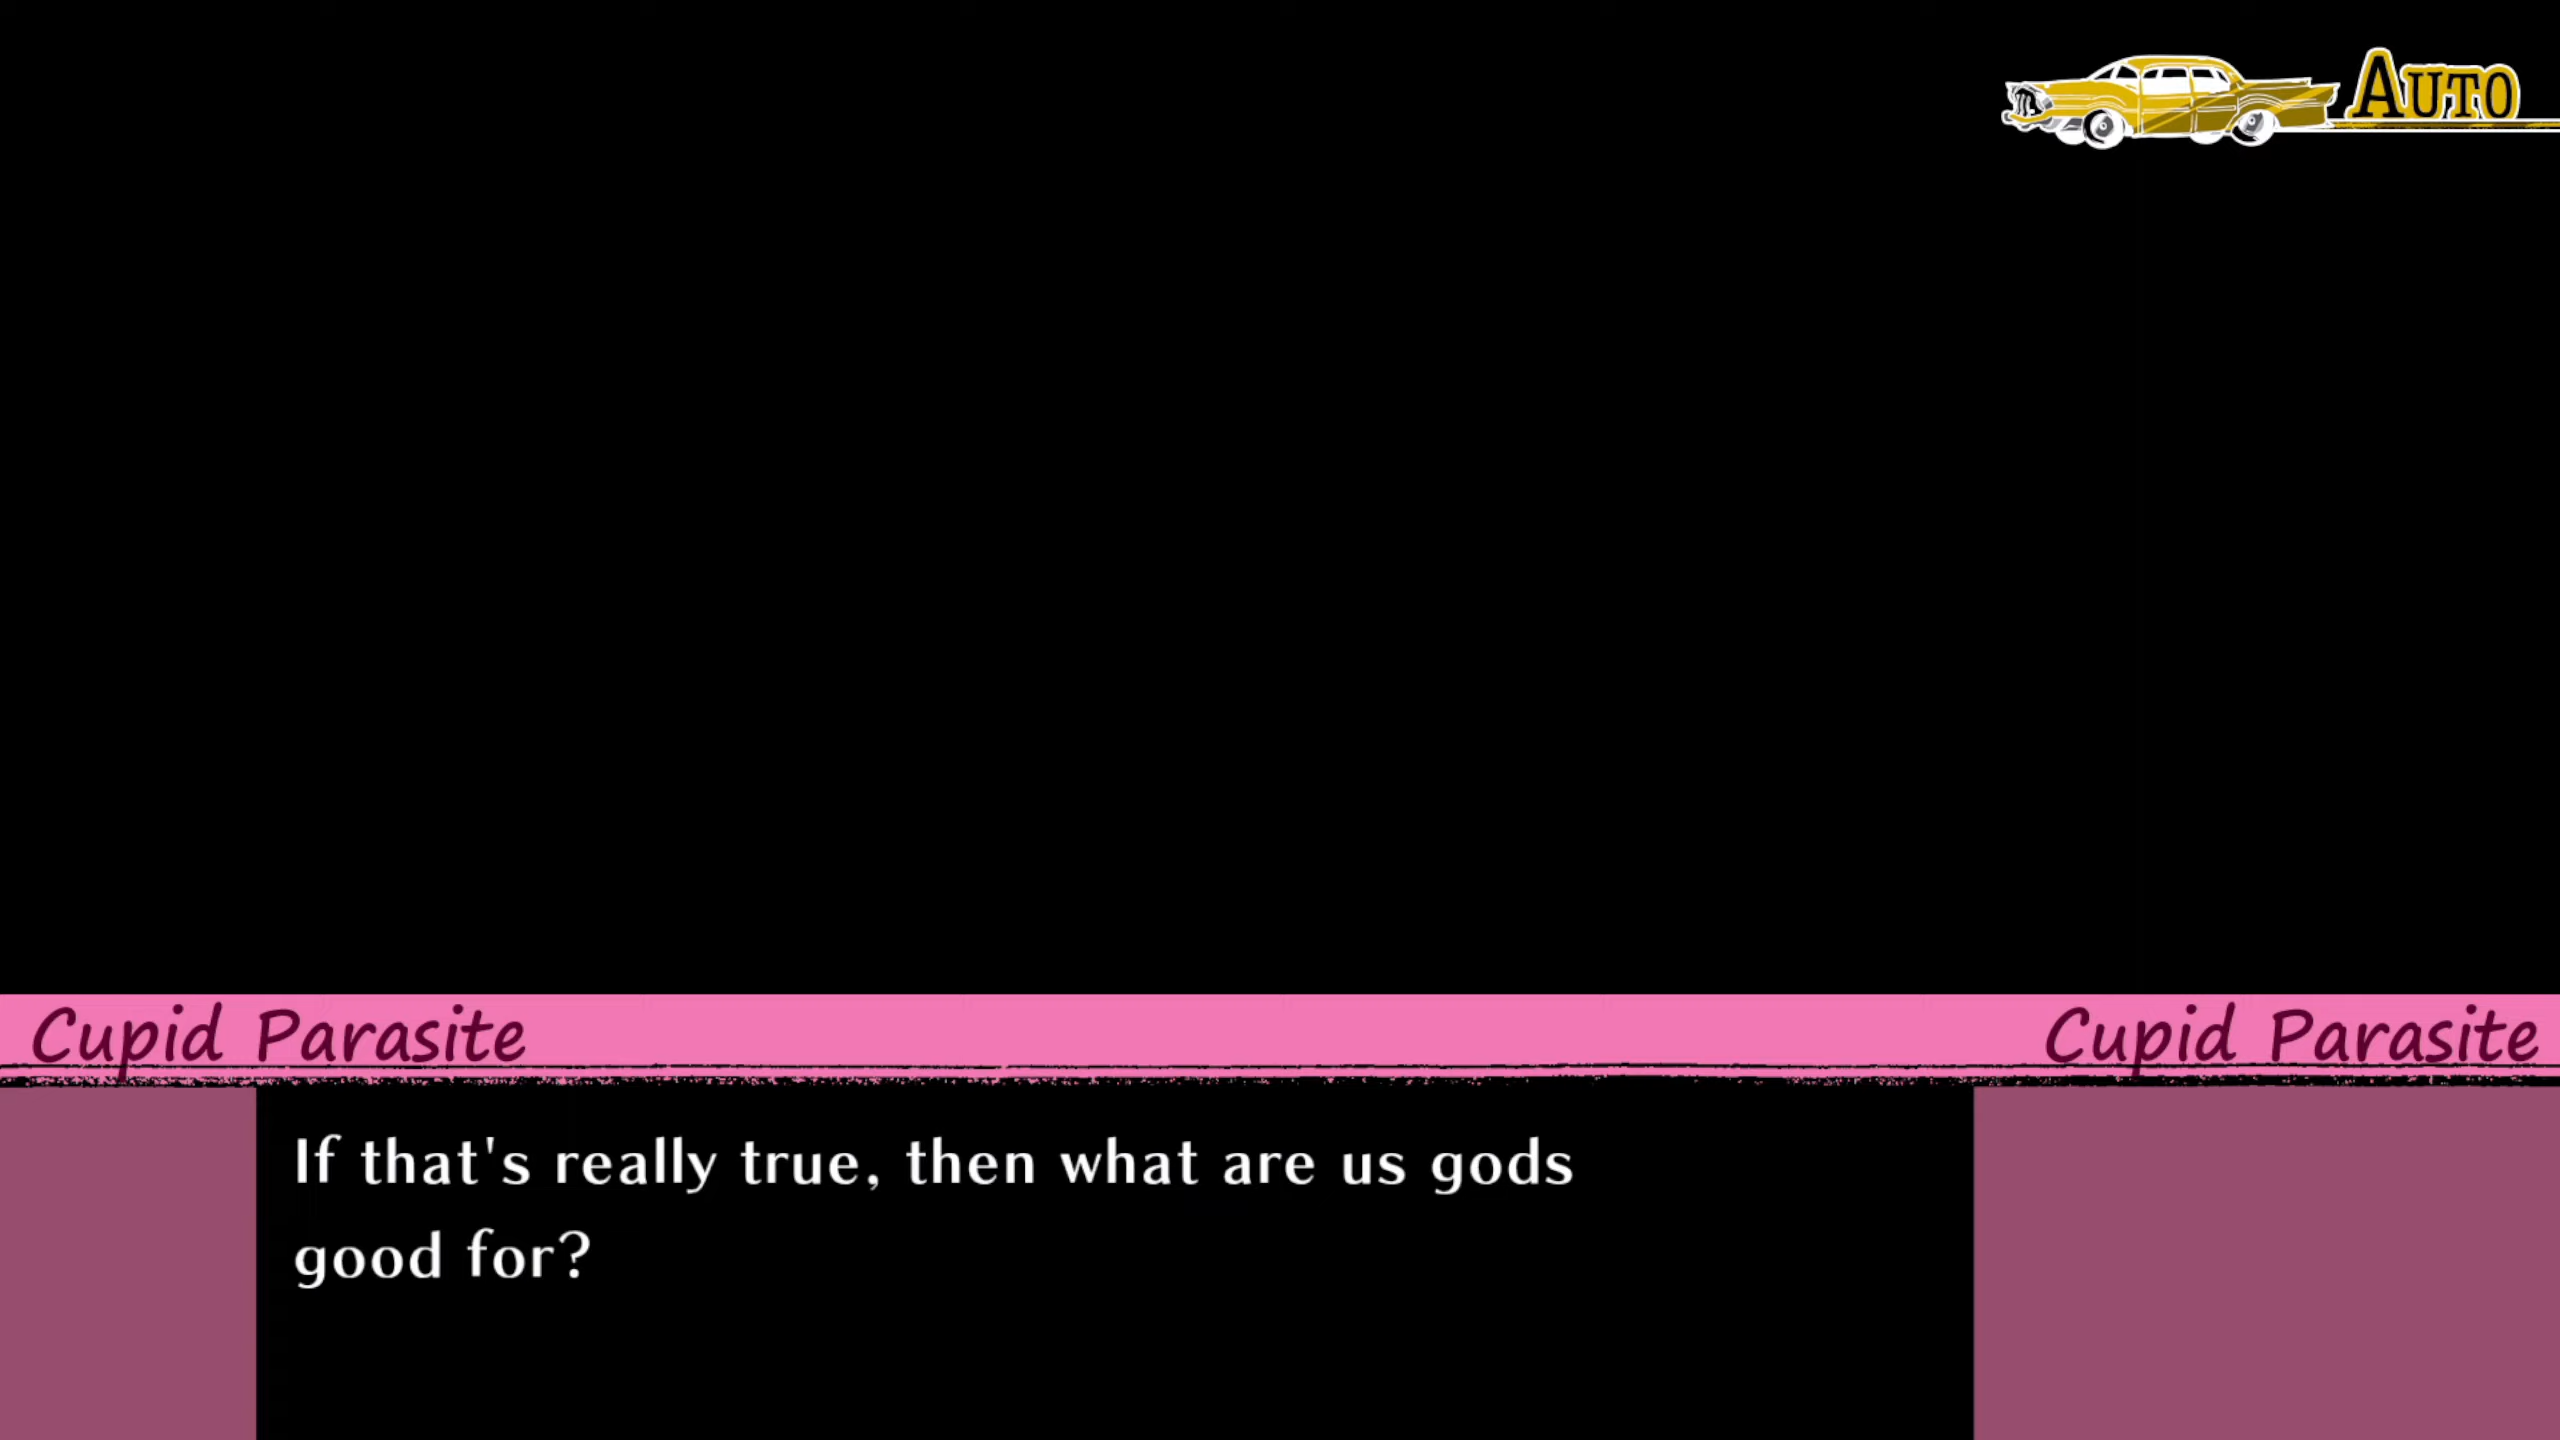 AUTO
Cupid Parasite
Cupid Parasite
If that's really true, then what are us gods
good for?